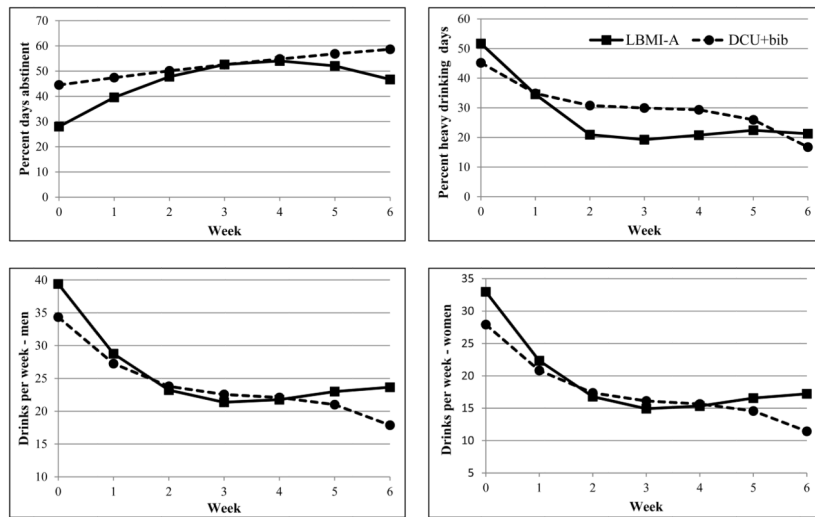 Percent days abstinent
70
60
50
40
30
20
10
0
0 1 2 3 4 5 6
Week
Percent heavy drinking days
60
50
40
30
20
10
0
LBMI-A DCU+bib
0 1 2 3 4 5 6
Week
Drinks per week - men
40
35
30
25
20
15
10
0 1 2 3 4 5 6
Week
Drinks per week - women
35
30
25
20
15
10
5
0 1 2 3 4 5 6
Week